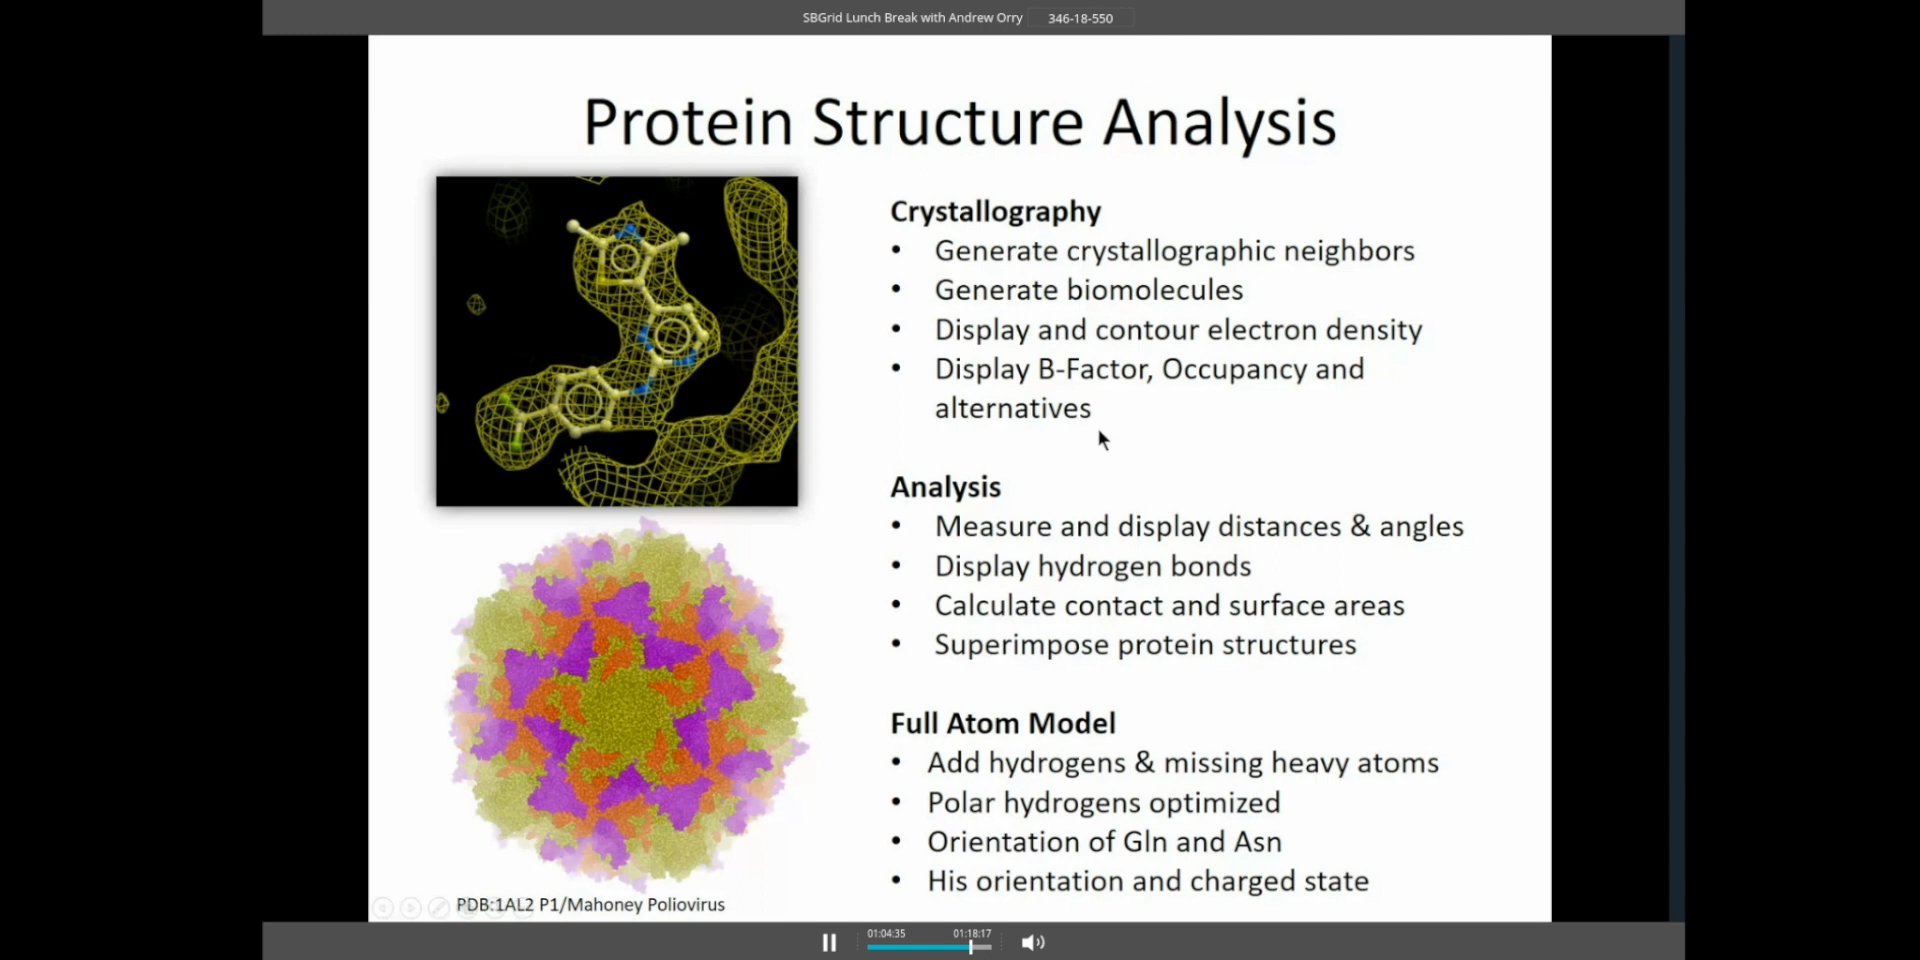 SBGrid Lunch Break with Andrew Orry 346-18-550
Protein Structure Analysis
Crystallography
• Generate crystallographic neighbors
• Generate biomolecules
• Display and contour electron density
• Display B-Factor, Occupancy and
alternatives
Analysis
• Measure and display distances & angles
• Display hydrogen bonds
• Calculate contact and surface areas
• Superimpose protein structures
Full Atom Model
• Add hydrogens & missing heavy atoms
• Polar hydrogens optimized
• Orientation of Gln and Asn
• His orientation and charged state
PDB:1AL2 P1/Mahoney Poliovirus
01:04:35 01:18:17